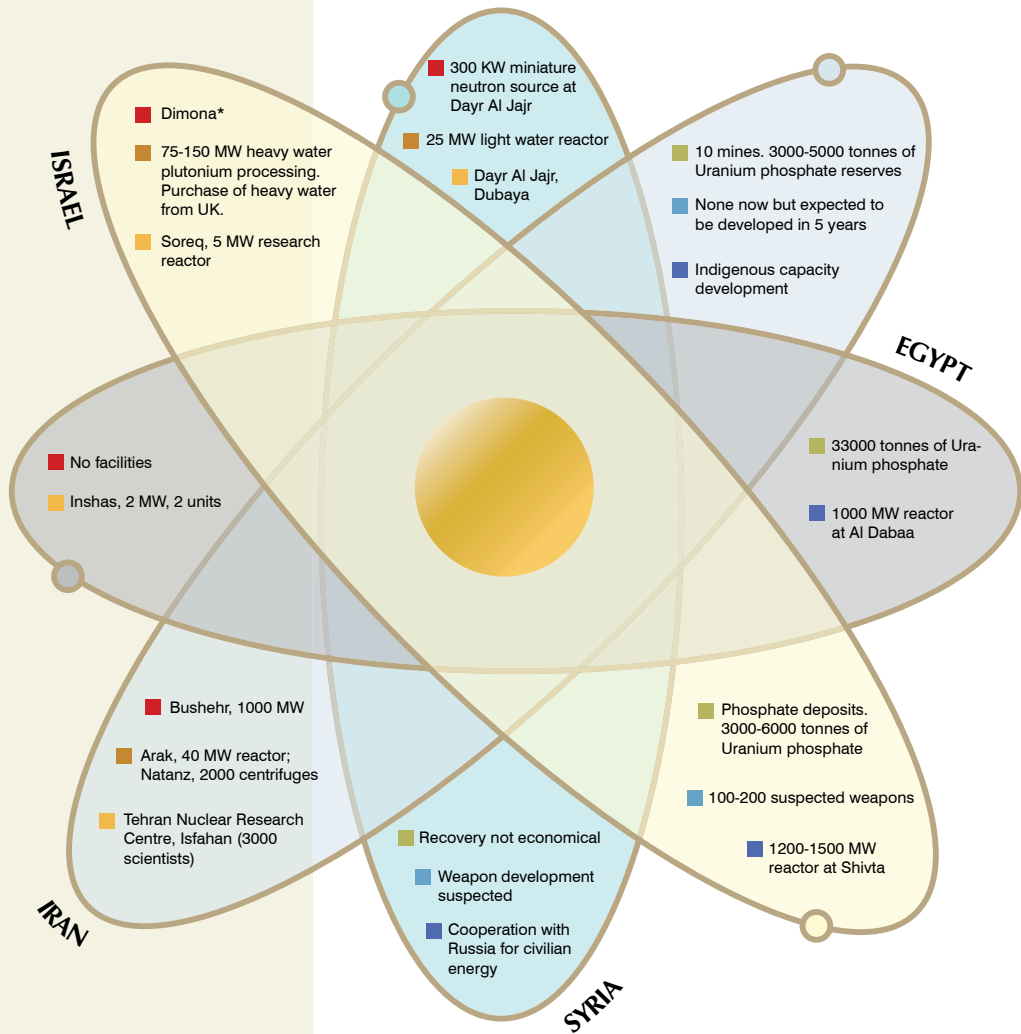 300 KW miniature
neutron source at
Dayr Al Jajr
25 MW light water reactor
Dayr Al Jajr,
Dubaya
ISRAEL
Dimona*
75-150 MW heavy water
plutonium processing.
Purchase of heavy water
from UK.
Soreq, 5 MW research
reactor
10 mines. 3000-5000 tonnes of
Uranium phosphate reserves
None now but expected to
be developed in 5 years
Indigenous capacity
development
EGYPT
No facilities
Inshas, 2 MW, 2 units
33000 tonnes of Ura-
nium phosphate
1000 MW reactor
at Al Dabaa
Bushehr, 1000 MW
Arak, 40 MW reactor;
Natanz, 2000 centrifuges
Tehran Nuclear Research
Centre, Isfahan (3000
scientists)
IRAN
Recovery not economical
Weapon development
suspected
Cooperation with
Russia for civilian
energy
SYRIA
Phosphate deposits.
3000-6000 tonnes of
Uranium phosphate
100-200 suspected weapons
1200-1500 MW
reactor at Shivta